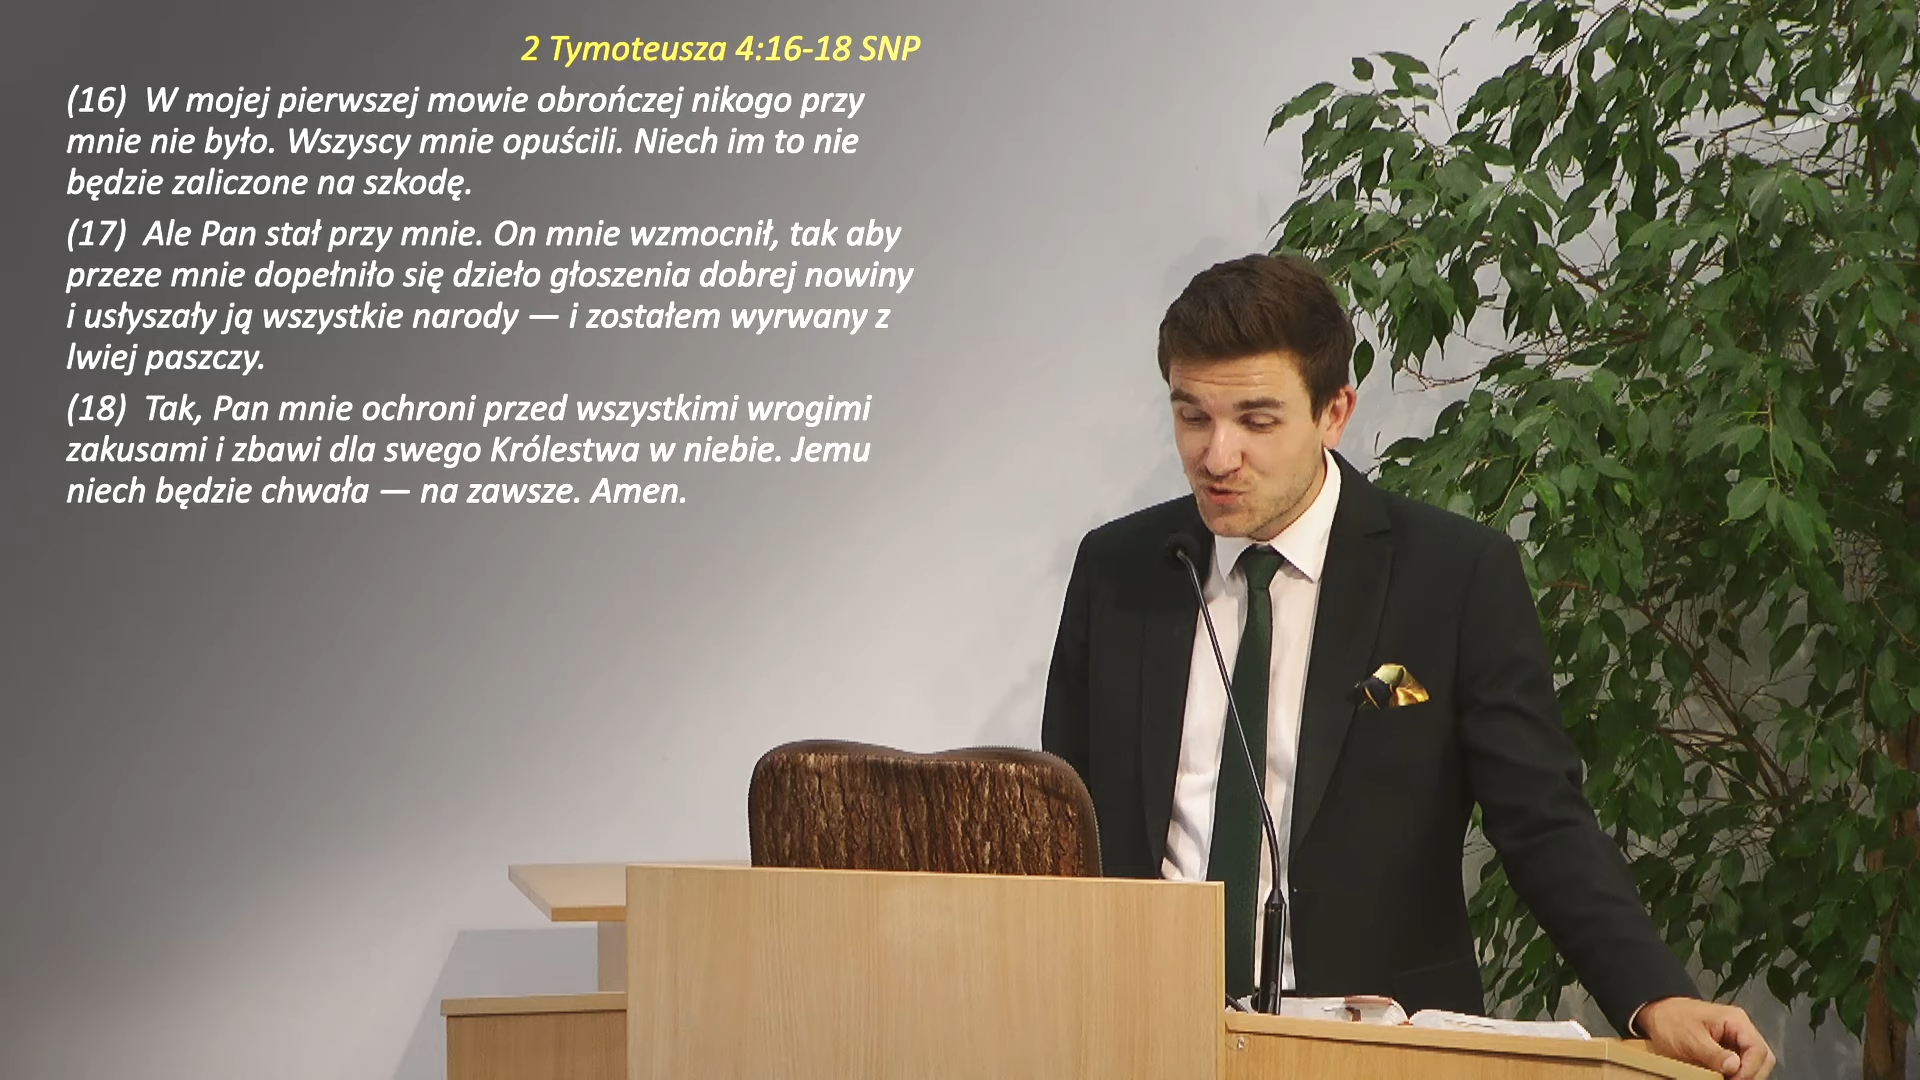 2 Tymoteusza 4:16-18 SNP
(16) W mojej pierwszej mowie obrończej nikogo przy
mnie nie było. Wszyscy mnie opuścili. Niech im to nie
będzie zaliczone na szkodę.
(17) Ale Pan stał przy mnie. On mnie wzmocnił, tak aby
przeze mnie dopełniło się dzieło głoszenia dobrej nowiny
i usłyszały ją wszystkie narody — i zostałem wyrwany z
lwiej paszczy.
(18) Tak, Pan mnie ochroni przed wszystkimi wrogimi
zakusami i zbawi dla swego Królestwa w niebie. Jemu
niech będzie chwała — na zawsze. Amen.